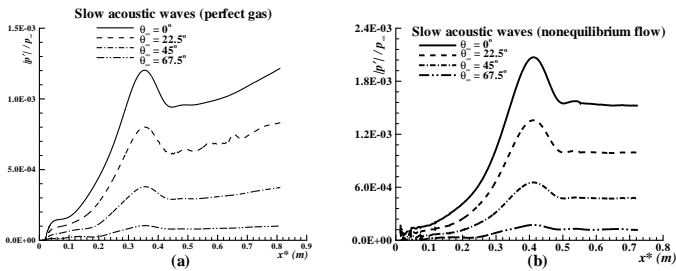 Slow acoustic waves (perfect gas)
θ∞ = 0°
θ∞ = 22.5°
θ∞ = 45°
θ∞ = 67.5°
|p'| / p∞
1.5E-03
1.0E-03
5.0E-04
0.0E+00
0 0.1 0.2 0.3 0.4 0.5 0.6 0.7 0.8 0.9
x* (m)
(a)
Slow acoustic waves (nonequilibrium flow)
θ∞ = 0°
θ∞ = 22.5°
θ∞ = 45°
θ∞ = 67.5°
|p'| / p∞
2.4E-03
1.8E-03
1.2E-03
6.0E-04
0.0E+00
0 0.1 0.2 0.3 0.4 0.5 0.6 0.7 0.8
x* (m)
(b)